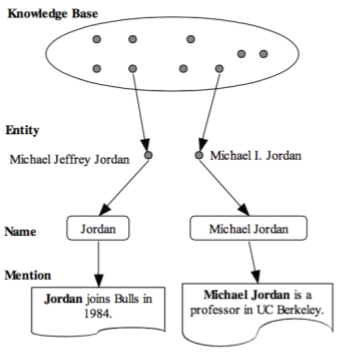 Knowledge Base
Entity
Michael Jeffrey Jordan
Michael I. Jordan
Name
Jordan
Michael Jordan
Mention
Jordan joins Bulls in
1984.
Michael Jordan is a
professor in UC Berkeley.